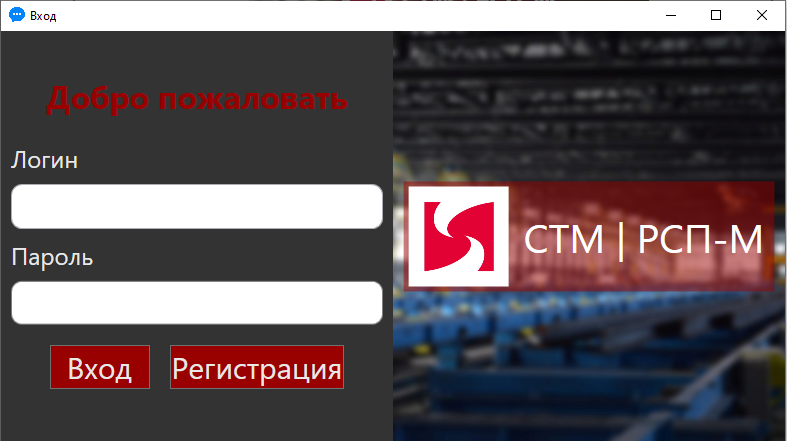 Вход
Добро пожаловать
Логин
Пароль
Вход
Регистрация
СТМ | РСП-М